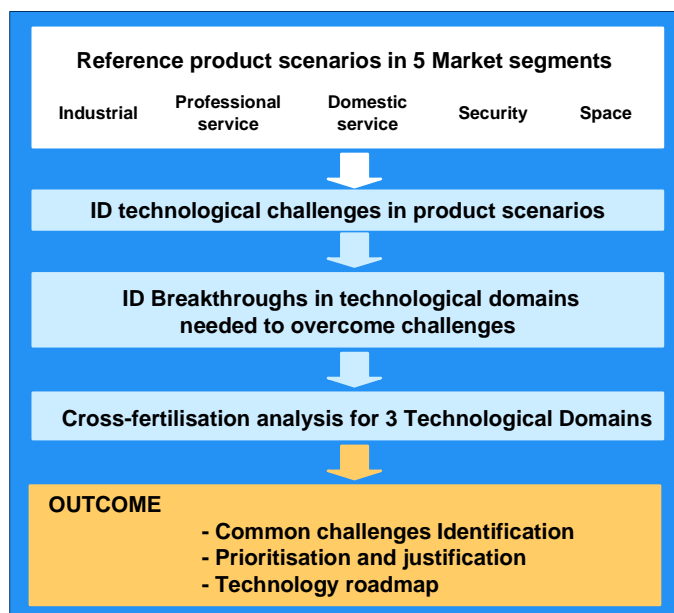 Reference product scenarios in 5 Market segments
Industrial
Professional
service
Domestic
service
Security
Space
ID technological challenges in product scenarios
ID Breakthroughs in technological domains
needed to overcome challenges
Cross-fertilisation analysis for 3 Technological Domains
OUTCOME
- Common challenges Identification
- Prioritisation and justification
- Technology roadmap